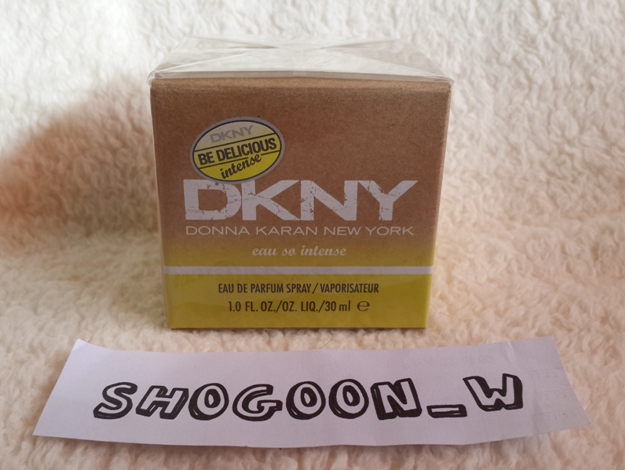 DKNY
BE DELICIOUS
intense
DKNY
DONNA KARAN NEW YORK
eau so intense
EAU DE PARFUM SPRAY/VAPORISATEUR
1.0 FL. OZ./OZ. LIQ./30 ml ℮
SHOGOON_W